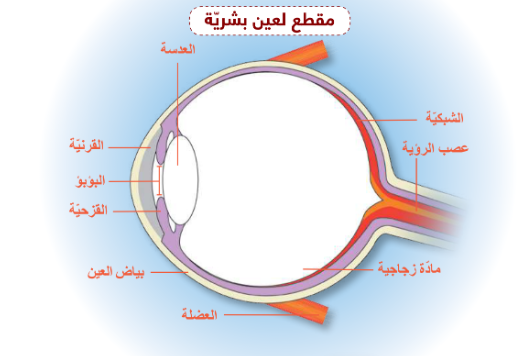 مقطع لعين بشريّة
العدسة
الشبكيّة
القرنيّة
عصب الرؤية
البؤبؤ
القزحيّة
مادّة زجاجية
بياض العين
العضلة